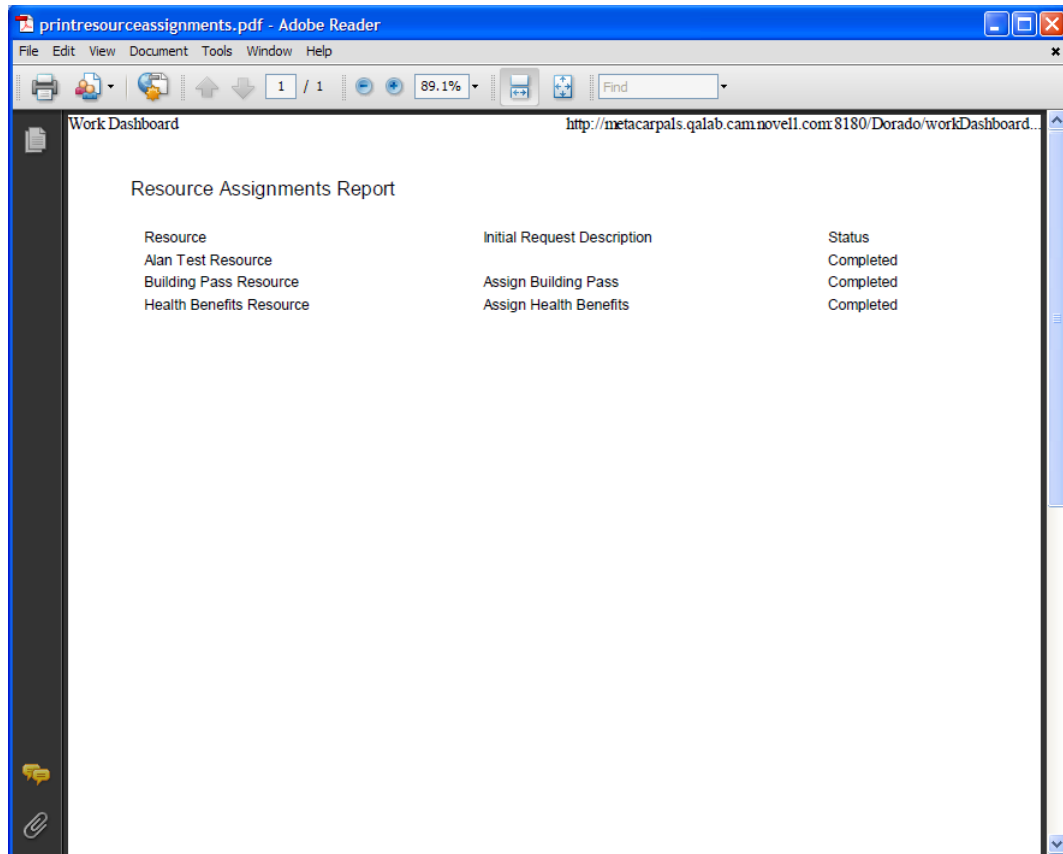 printresourceassignments.pdf - Adobe Reader
File Edit View Document Tools Window Help
1 / 1 89.1% Find
Work Dashboard http://metacarpals.qalab.cam.novell.com:8180/Dorado/workDashboard...
Resource Assignments Report
Resource Initial Request Description Status
Alan Test Resource Completed
Building Pass Resource Assign Building Pass Completed
Health Benefits Resource Assign Health Benefits Completed